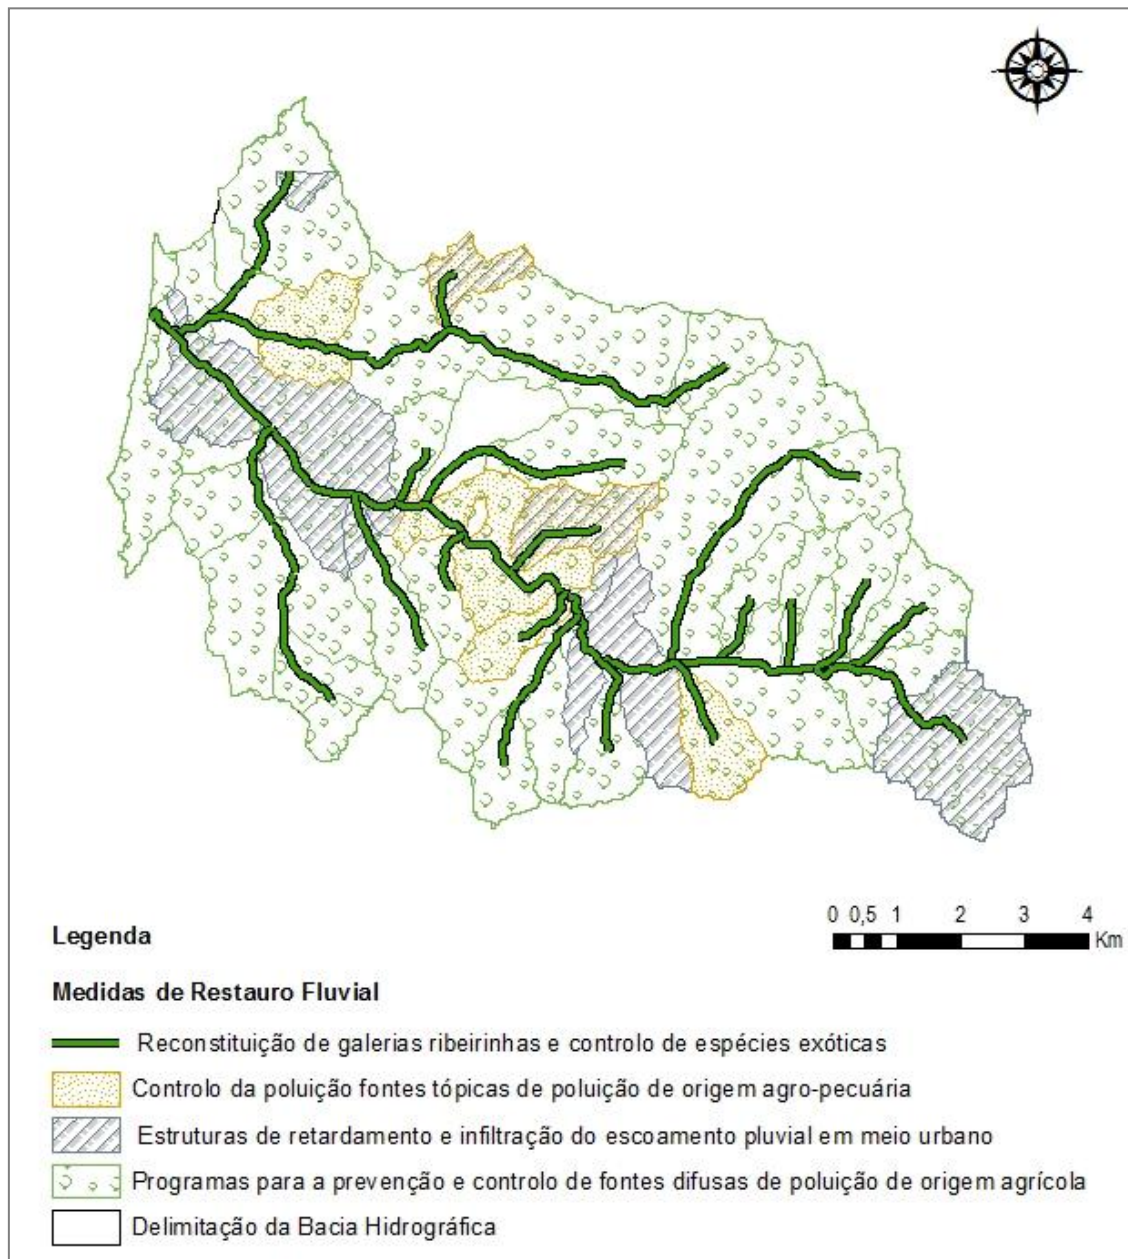 0 0,5 1 2 3 4
Km
Legenda
Medidas de Restauro Fluvial
Reconstituição de galerias ribeirinhas e controlo de espécies exóticas
Controlo da poluição fontes tópicas de poluição de origem agro-pecuária
Estruturas de retardamento e infiltração do escoamento pluvial em meio urbano
Programas para a prevenção e controlo de fontes difusas de poluição de origem agrícola
Delimitação da Bacia Hidrográfica